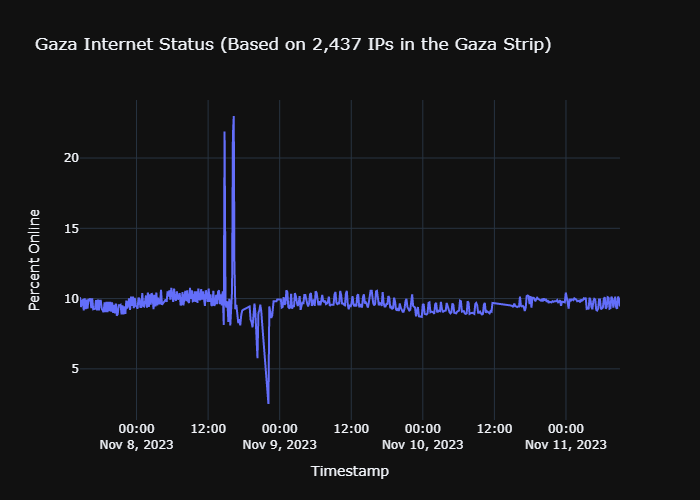 Gaza Internet Status (Based on 2,437 IPs in the Gaza Strip)
Percent Online
20
15
10
5
00:00 12:00 00:00 12:00 00:00 12:00 00:00
Nov 8, 2023 Nov 9, 2023 Nov 10, 2023 Nov 11, 2023
Timestamp